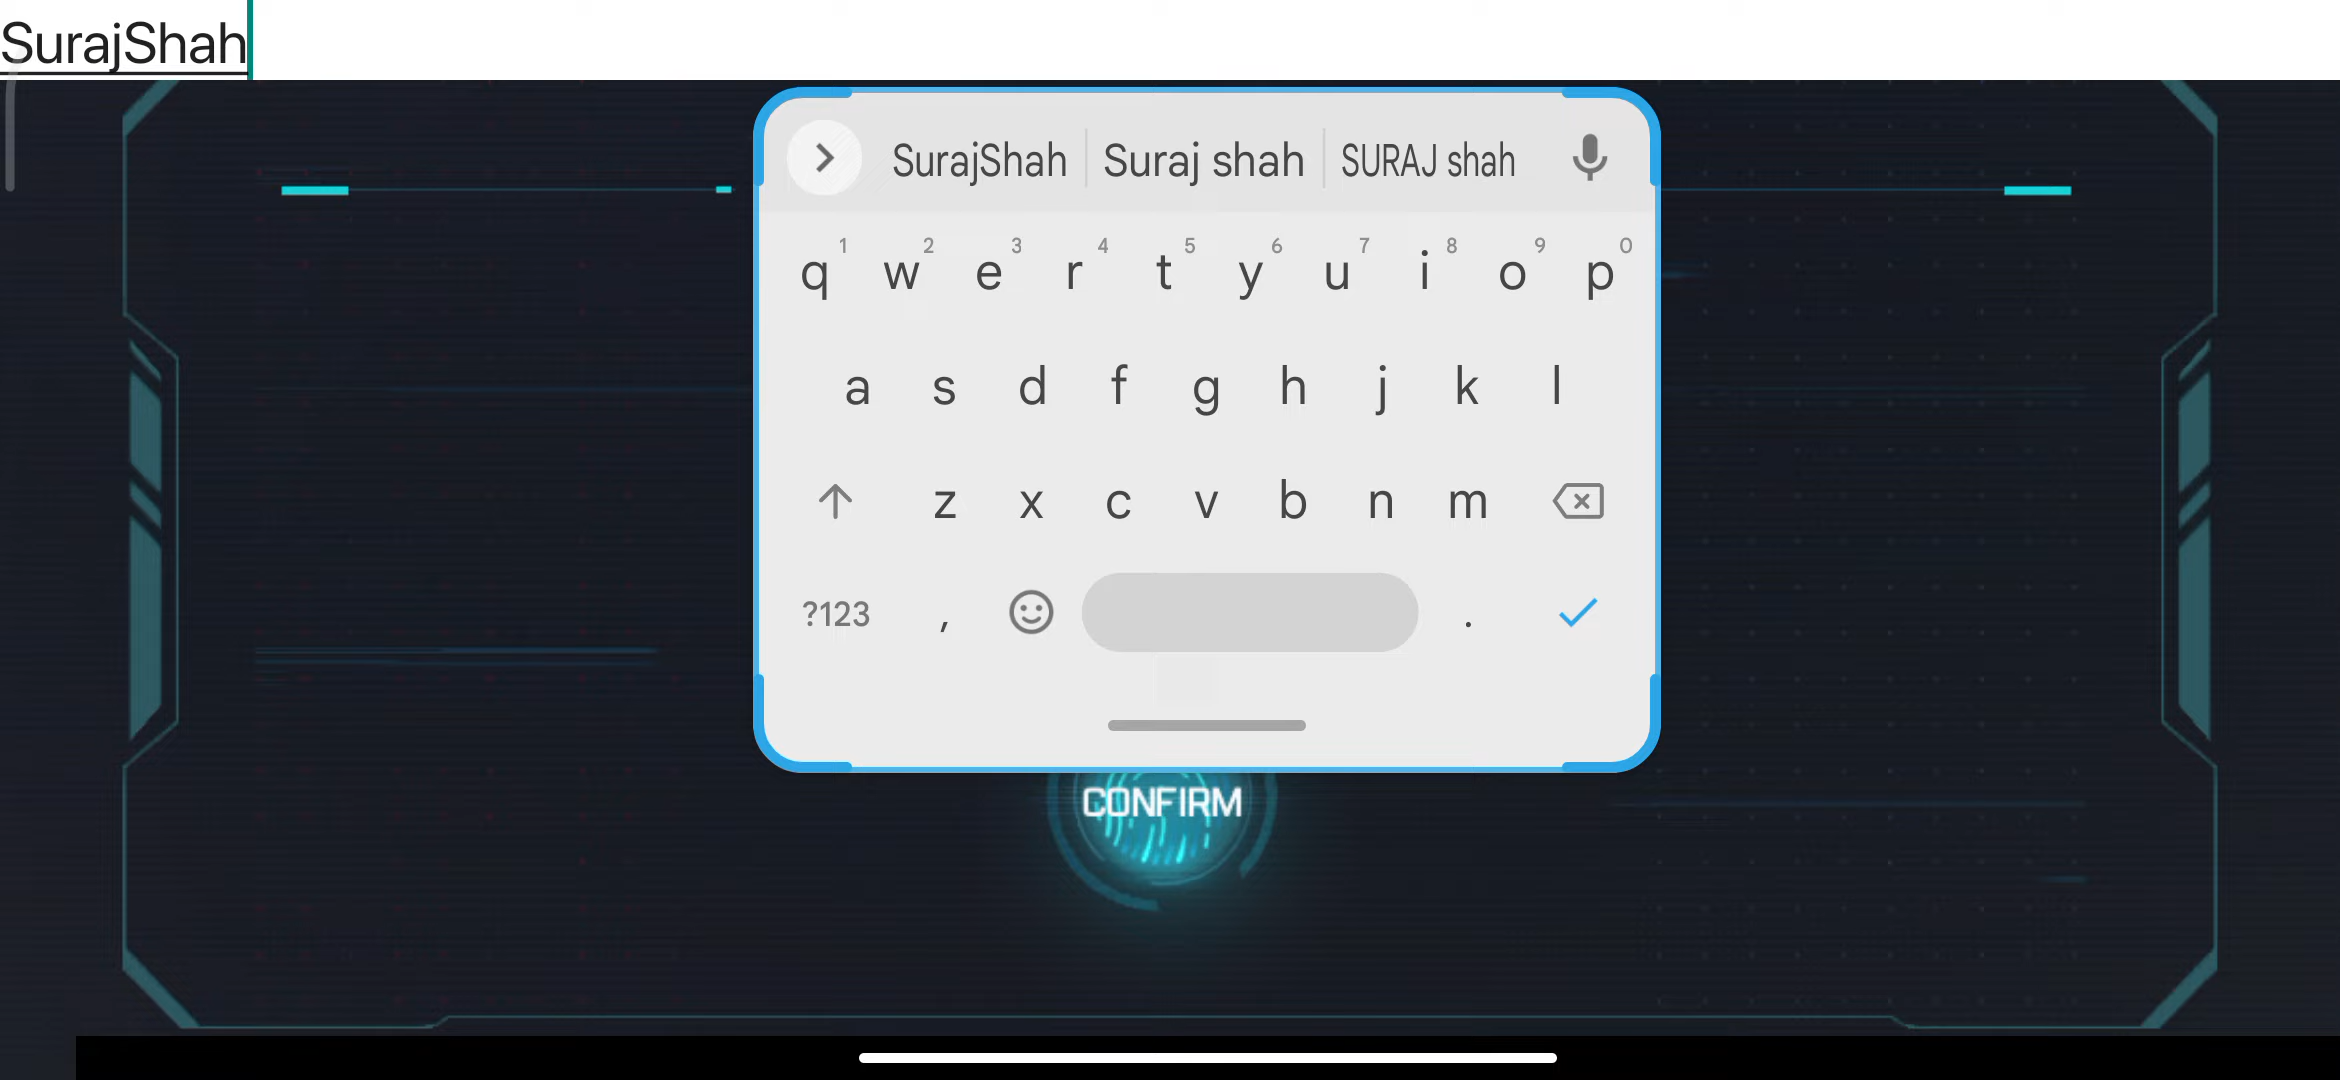 SurajShah
SurajShah Suraj shah SURAJ shah
1 2 3 4 5 6 7 8 9 0
q w e r t y u i o p
a s d f g h j k l
z x c v b n m
?123 , .
CONFIRM